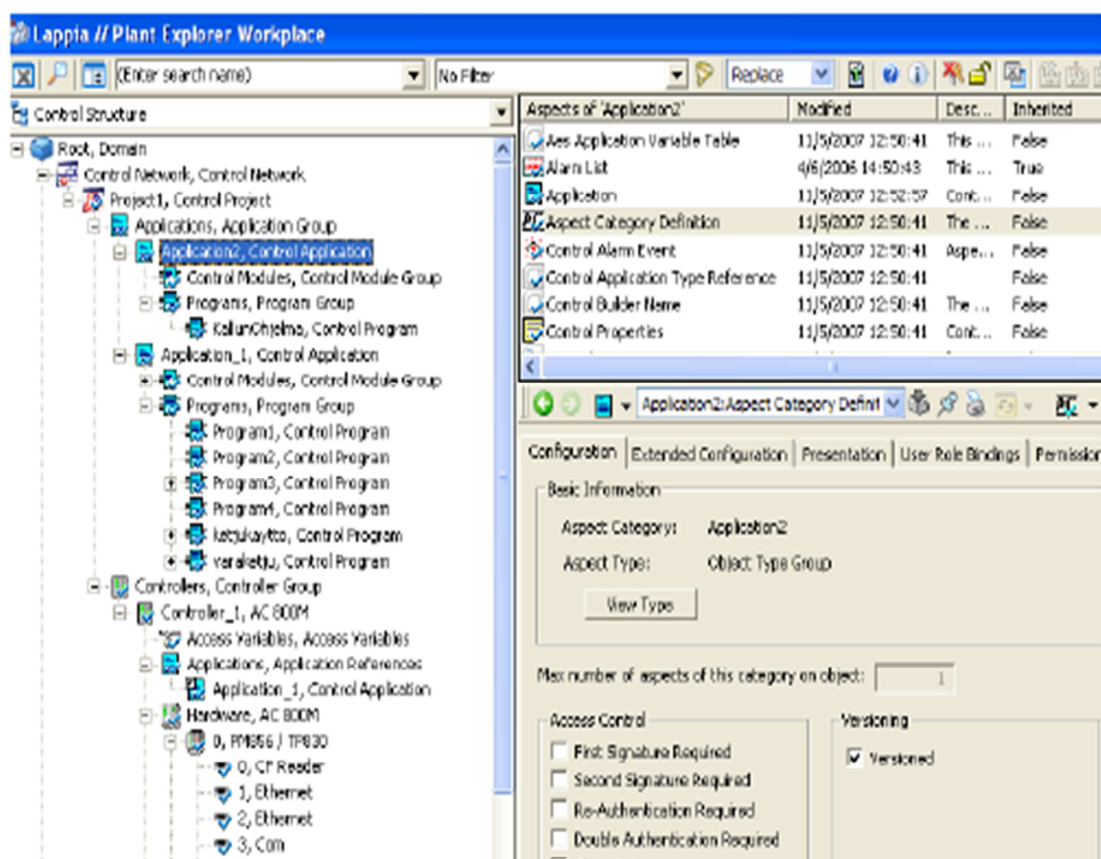 Lappia // Plant Explorer Workplace
(Enter search name) No Filter Replace
Control Structure
Root, Domain
Control Network, Control Network
Project1, Control Project
Applications, Application Group
Application2, Control Application
Control Modules, Control Module Group
Programs, Program Group
KallunOhjelma, Control Program
Application_1, Control Application
Control Modules, Control Module Group
Programs, Program Group
Program1, Control Program
Program2, Control Program
Program3, Control Program
Program4, Control Program
ketjukaytto, Control Program
varaketju, Control Program
Controllers, Controller Group
Controller_1, AC 800M
Access Variables, Access Variables
Applications, Application References
Application_1, Control Application
Hardware, AC 800M
0, PM856 / TP830
0, CF Reader
1, Ethernet
2, Ethernet
3, Com
Aspects of 'Application2' Modified Desc... Inherited
Aes Application Variable Table 11/5/2007 12:50:41 This ... False
Alarm List 4/6/2006 14:50:43 This ... True
Application 11/5/2007 12:52:57 Cont... False
Aspect Category Definition 11/5/2007 12:50:41 The ... False
Control Alarm Event 11/5/2007 12:50:41 Aspe... False
Control Application Type Reference 11/5/2007 12:50:41 False
Control Builder Name 11/5/2007 12:50:41 The ... False
Control Properties 11/5/2007 12:50:41 Cont... False
Application2:Aspect Category Definit
Configuration Extended Configuration Presentation User Role Bindings Permission
Basic Information
Aspect Category: Application2
Aspect Type: Object Type Group
View Type
Max number of aspects of this category on object: 1
Access Control
First Signature Required
Second Signature Required
Re-Authentication Required
Double Authentication Required
Versioning
Versioned